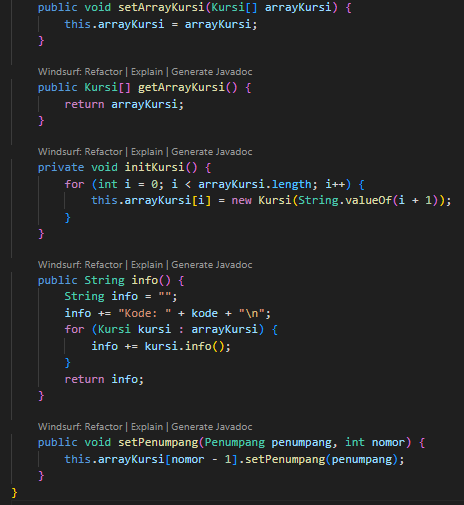 public void setArrayKursi(Kursi[] arrayKursi) {
this.arrayKursi = arrayKursi;
}
Windsurf: Refactor | Explain | Generate Javadoc
public Kursi[] getArrayKursi() {
return arrayKursi;
}
Windsurf: Refactor | Explain | Generate Javadoc
private void initKursi() {
for (int i = 0; i < arrayKursi.length; i++) {
this.arrayKursi[i] = new Kursi(String.valueOf(i + 1));
}
}
Windsurf: Refactor | Explain | Generate Javadoc
public String info() {
String info = "";
info += "Kode: " + kode + "\n";
for (Kursi kursi : arrayKursi) {
info += kursi.info();
}
return info;
}
Windsurf: Refactor | Explain | Generate Javadoc
public void setPenumpang(Penumpang penumpang, int nomor) {
this.arrayKursi[nomor - 1].setPenumpang(penumpang);
}
}